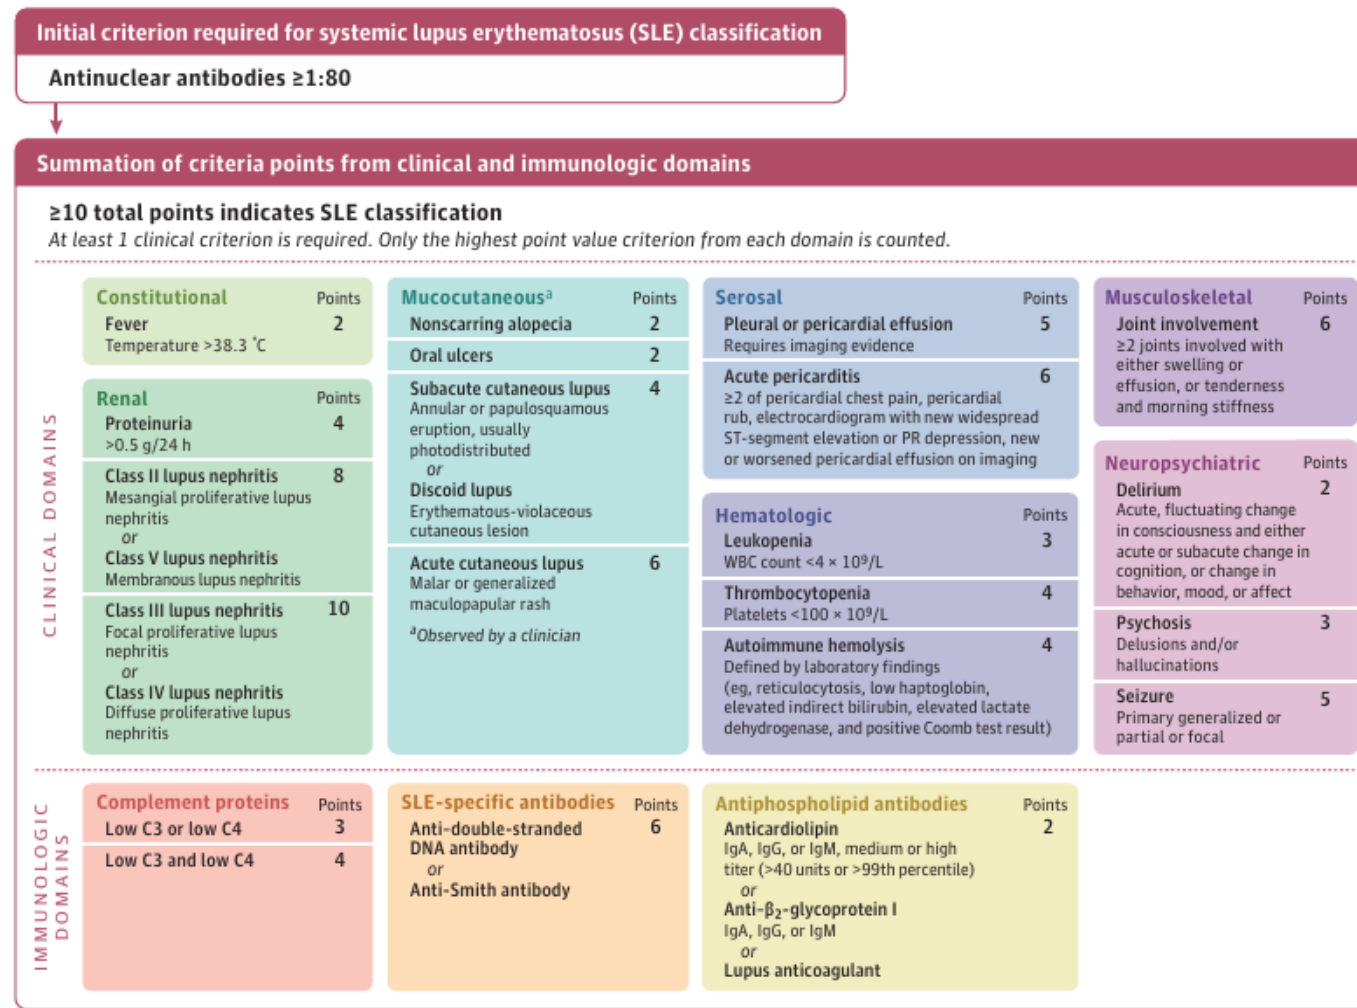 Initial criterion required for systemic lupus erythematosus (SLE) classification
Antinuclear antibodies ≥1:80
Summation of criteria points from clinical and immunologic domains
≥10 total points indicates SLE classification
At least 1 clinical criterion is required. Only the highest point value criterion from each domain is counted.
CLINICAL DOMAINS
Constitutional Points
Fever 2
Temperature >38.3 °C
Renal Points
Proteinuria 4
>0.5 g/24 h
Class II lupus nephritis 8
Mesangial proliferative lupus
nephritis
or
Class V lupus nephritis
Membranous lupus nephritis
Class III lupus nephritis 10
Focal proliferative lupus
nephritis
or
Class IV lupus nephritis
Diffuse proliferative lupus
nephritis
Mucocutaneousª Points
Nonscarring alopecia 2
Oral ulcers 2
Subacute cutaneous lupus 4
Annular or papulosquamous
eruption, usually
photodistributed
or
Discoid lupus
Erythematous-violaceous
cutaneous lesion
Acute cutaneous lupus 6
Malar or generalized
maculopapular rash
ªObserved by a clinician
Serosal Points
Pleural or pericardial effusion 5
Requires imaging evidence
Acute pericarditis 6
≥2 of pericardial chest pain, pericardial
rub, electrocardiogram with new widespread
ST-segment elevation or PR depression, new
or worsened pericardial effusion on imaging
Hematologic Points
Leukopenia 3
WBC count <4 × 10⁹/L
Thrombocytopenia 4
Platelets <100 × 10⁹/L
Autoimmune hemolysis 4
Defined by laboratory findings
(eg, reticulocytosis, low haptoglobin,
elevated indirect bilirubin, elevated lactate
dehydrogenase, and positive Coomb test result)
Musculoskeletal Points
Joint involvement 6
≥2 joints involved with
either swelling or
effusion, or tenderness
and morning stiffness
Neuropsychiatric Points
Delirium 2
Acute, fluctuating change
in consciousness and either
acute or subacute change in
cognition, or change in
behavior, mood, or affect
Psychosis 3
Delusions and/or
hallucinations
Seizure 5
Primary generalized or
partial or focal
IMMUNOLOGIC
DOMAINS
Complement proteins Points
Low C3 or low C4 3
Low C3 and low C4 4
SLE-specific antibodies Points
Anti-double-stranded 6
DNA antibody
or
Anti-Smith antibody
Antiphospholipid antibodies Points
Anticardiolipin 2
IgA, IgG, or IgM, medium or high
titer (>40 units or >99th percentile)
or
Anti-β₂-glycoprotein I
IgA, IgG, or IgM
or
Lupus anticoagulant